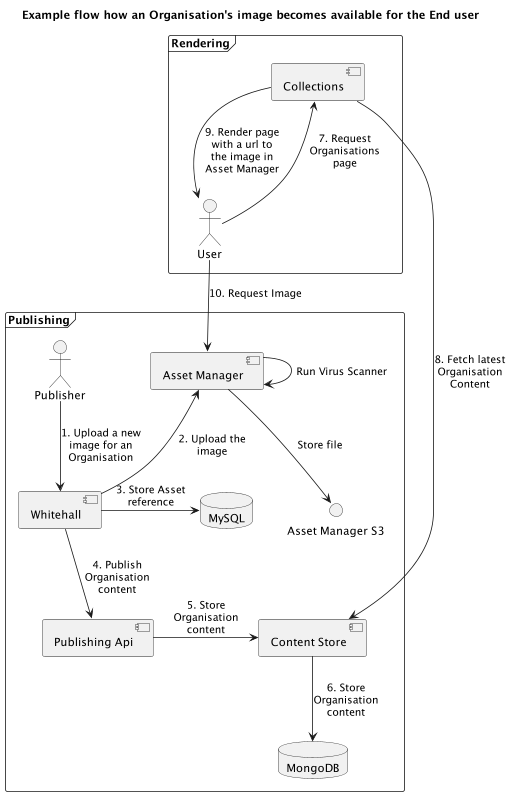 Example flow how an Organisation's image becomes available for the End user
Rendering
Collections
9. Render page
with a url to
the image in
Asset Manager
7. Request
Organisations
page
User
10. Request Image
8. Fetch latest
Organisation
Content
Publishing
Publisher
Asset Manager
Run Virus Scanner
1. Upload a new
image for an
Organisation
2. Upload the
image
Store file
3. Store Asset
reference
Whitehall
MySQL
Asset Manager S3
4. Publish
Organisation
content
5. Store
Organisation
content
Publishing Api
Content Store
6. Store
Organisation
content
MongoDB